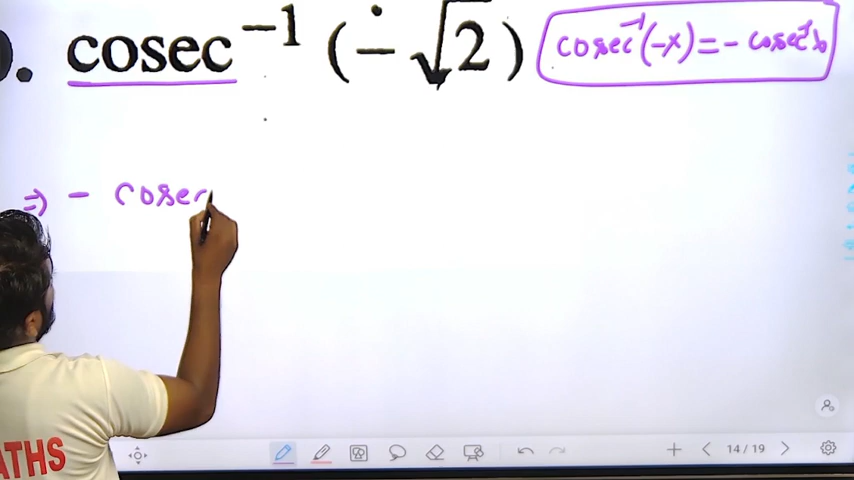 . cosec⁻¹ (-√2)
cosec⁻¹(-x) = - cosec⁻¹x
⇒ - cosec
ATHS
14/19